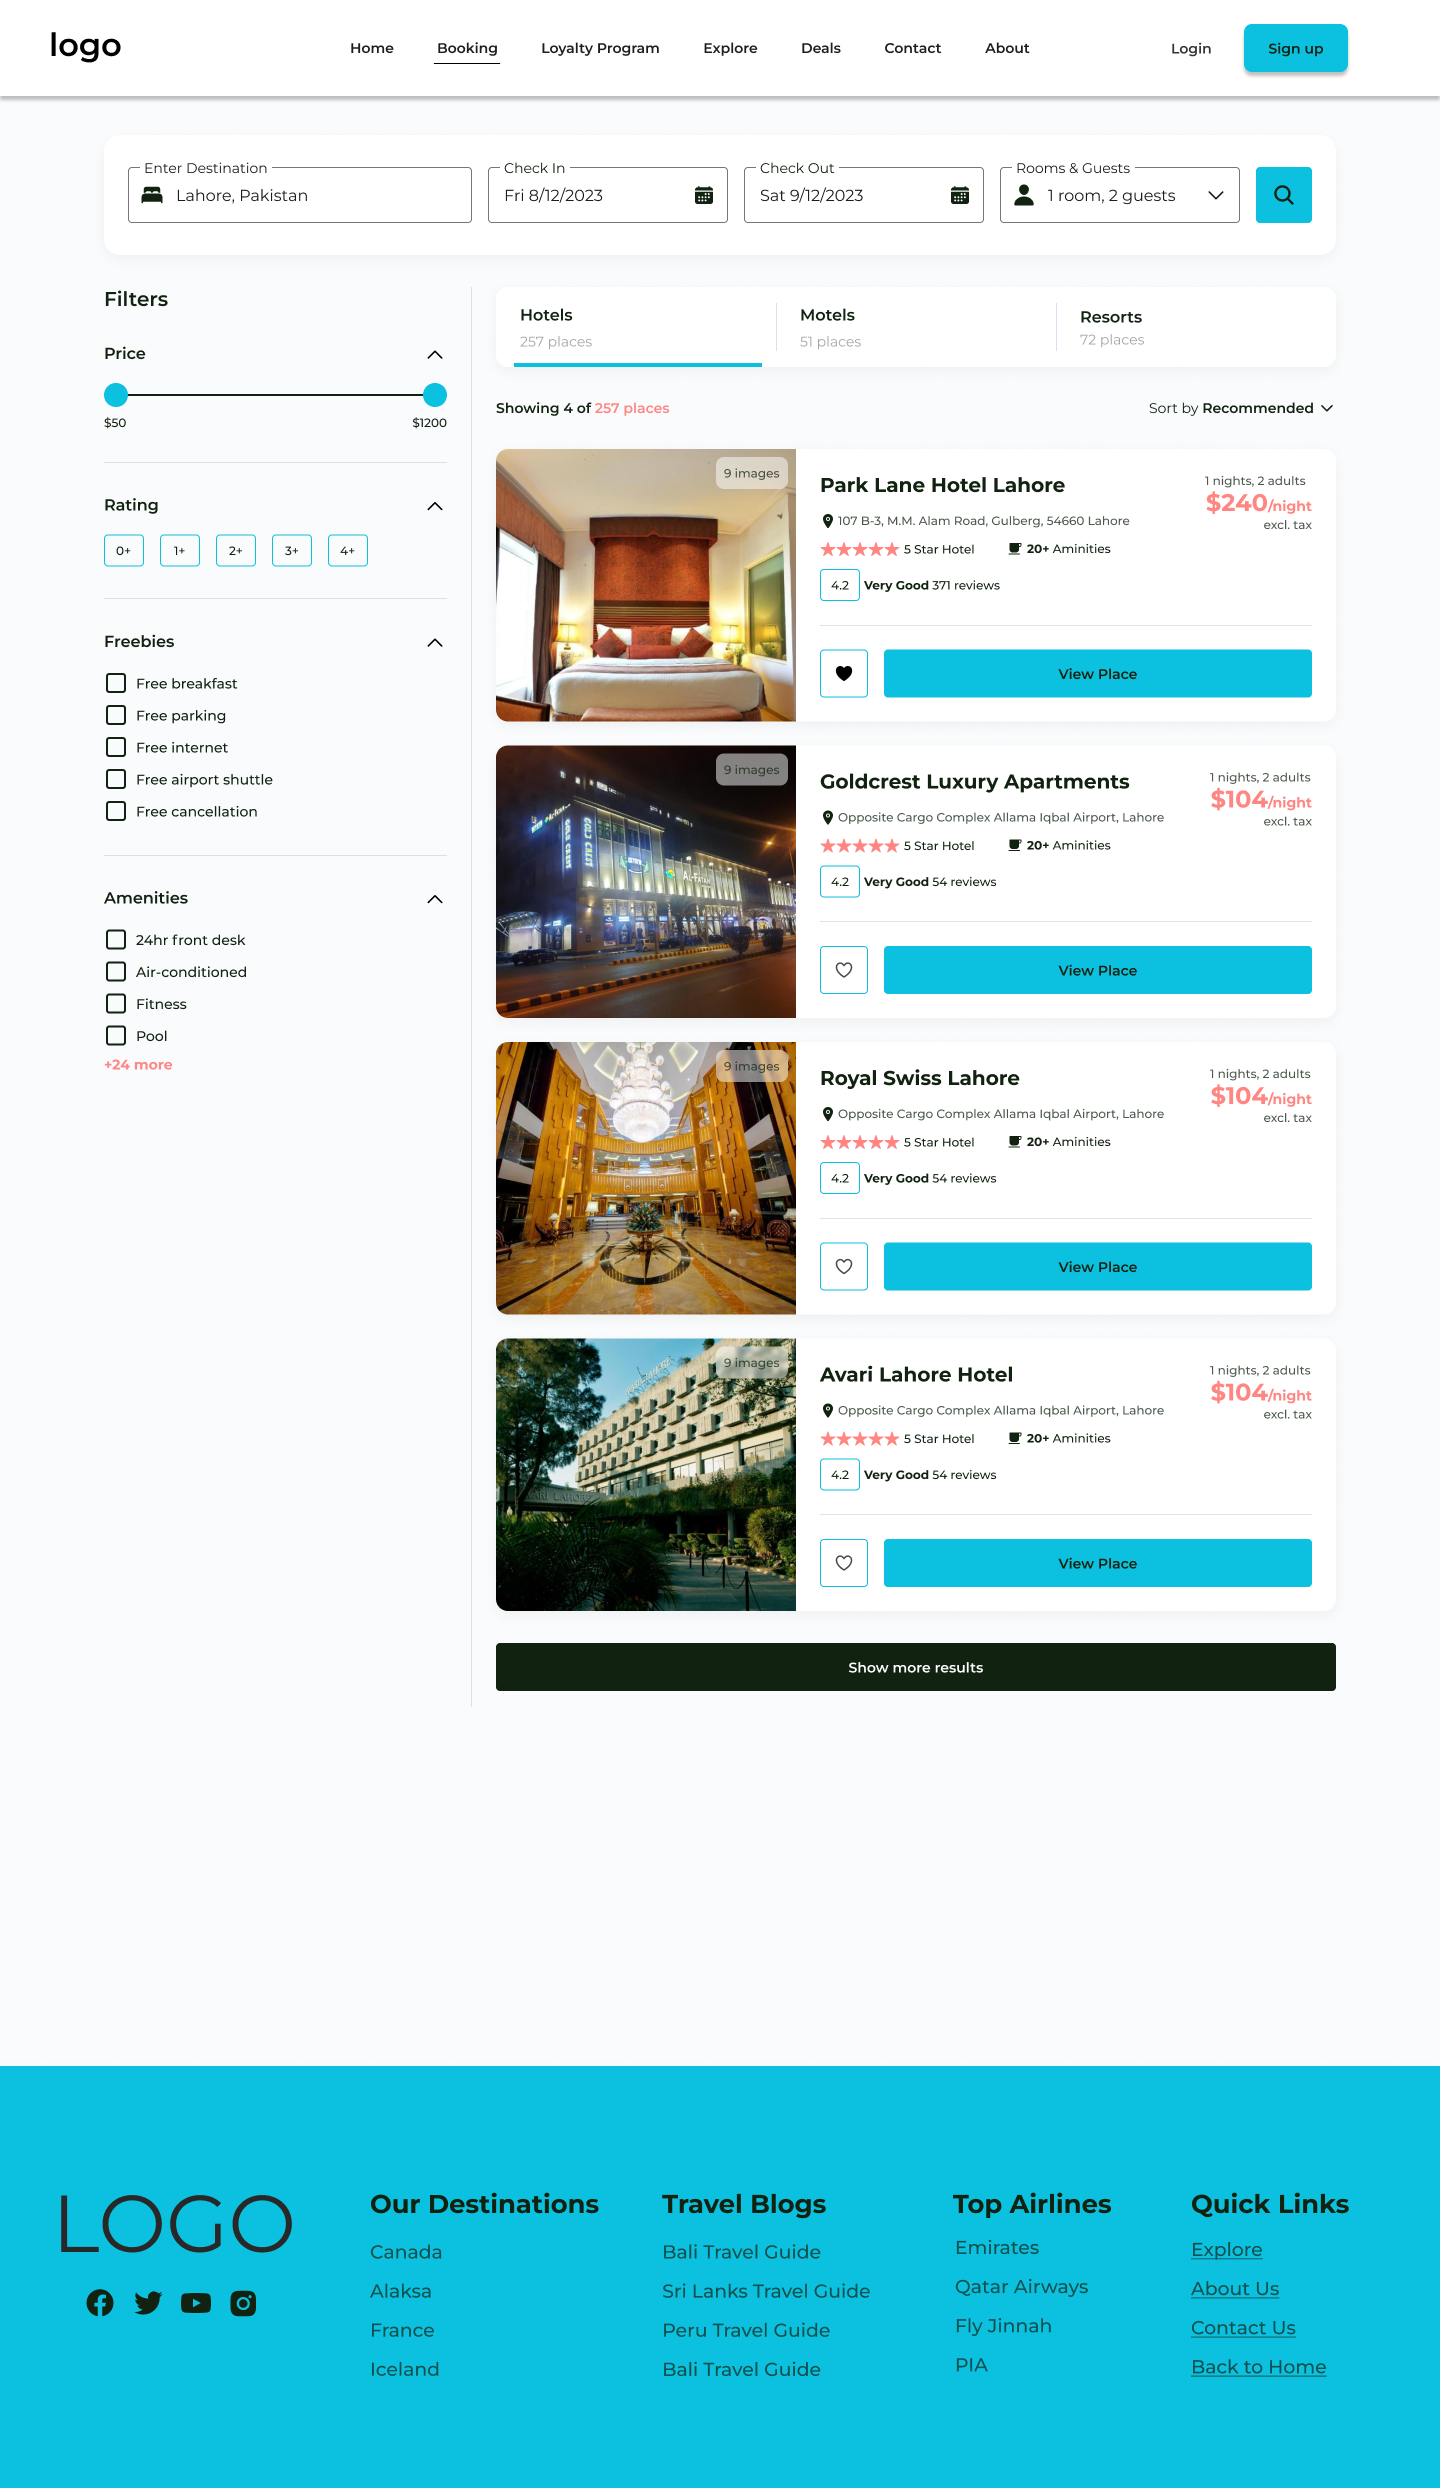 logo
Home Booking Loyalty Program Explore Deals Contact About
Login Sign up
Enter Destination
Lahore, Pakistan
Check In
Fri 8/12/2023
Check Out
Sat 9/12/2023
Rooms & Guests
1 room, 2 guests
Filters
Price
$50 $1200
Rating
0+ 1+ 2+ 3+ 4+
Freebies
Free breakfast
Free parking
Free internet
Free airport shuttle
Free cancellation
Amenities
24hr front desk
Air-conditioned
Fitness
Pool
+24 more
Hotels
257 places
Motels
51 places
Resorts
72 places
Showing 4 of 257 places
Sort by Recommended
9 images
Park Lane Hotel Lahore
107 B-3, M.M. Alam Road, Gulberg, 54660 Lahore
5 Star Hotel 20+ Aminities
4.2 Very Good 371 reviews
1 nights, 2 adults
$240/night
excl. tax
View Place
9 images
GOLD CREST
GOLD CREST
AL-FATAH
Goldcrest Luxury Apartments
Opposite Cargo Complex Allama Iqbal Airport, Lahore
5 Star Hotel 20+ Aminities
4.2 Very Good 54 reviews
1 nights, 2 adults
$104/night
excl. tax
View Place
9 images
Royal Swiss Lahore
Opposite Cargo Complex Allama Iqbal Airport, Lahore
5 Star Hotel 20+ Aminities
4.2 Very Good 54 reviews
1 nights, 2 adults
$104/night
excl. tax
View Place
9 images
AVARI LAHORE
Avari Lahore Hotel
Opposite Cargo Complex Allama Iqbal Airport, Lahore
5 Star Hotel 20+ Aminities
4.2 Very Good 54 reviews
1 nights, 2 adults
$104/night
excl. tax
View Place
Show more results
LOGO
Our Destinations
Canada
Alaksa
France
Iceland
Travel Blogs
Bali Travel Guide
Sri Lanks Travel Guide
Peru Travel Guide
Bali Travel Guide
Top Airlines
Emirates
Qatar Airways
Fly Jinnah
PIA
Quick Links
Explore
About Us
Contact Us
Back to Home